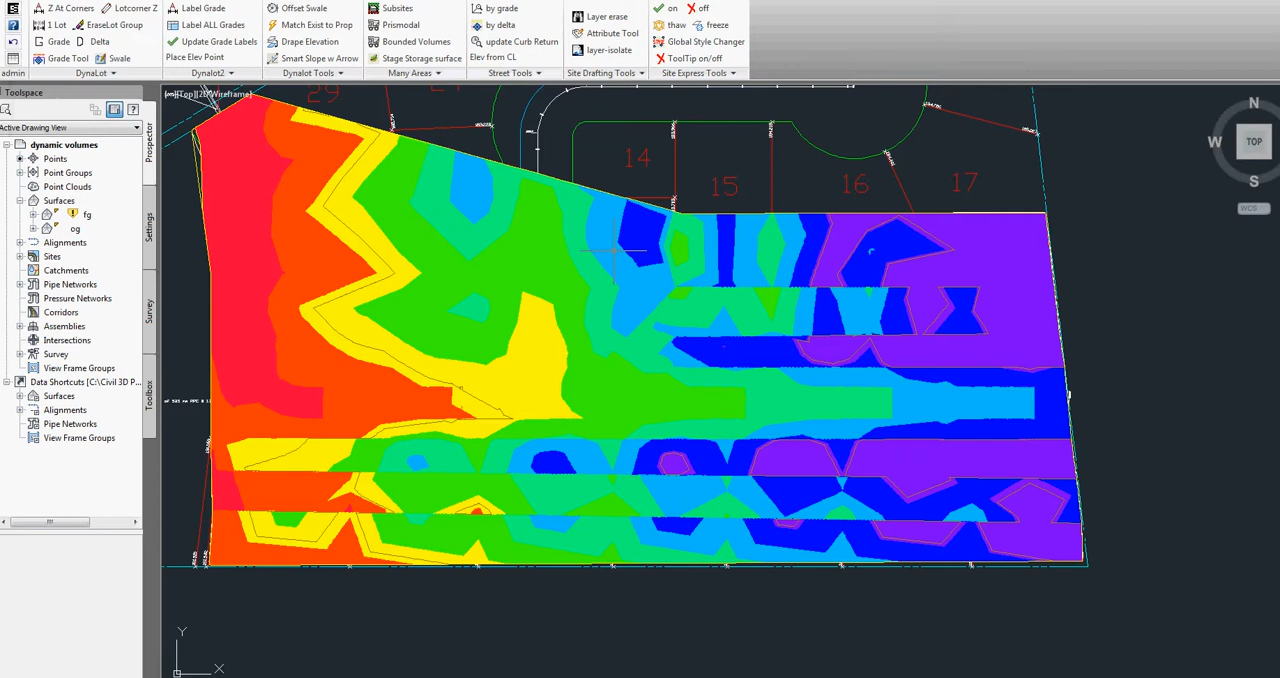 Z At Corners
Lotcorner Z
1 Lot
EraseLot Group
Grade
Delta
Grade Tool
Swale
Label Grade
Label ALL Grades
Update Grade Labels
Place Elev Point
Offset Swale
Match Exist to Prop
Drape Elevation
Smart Slope w Arrow
Subsites
Prismodal
Bounded Volumes
Stage Storage surface
by grade
by delta
update Curb Return
Elev from CL
Layer erase
Attribute Tool
layer-isolate
on
off
thaw
freeze
Global Style Changer
ToolTip on/off
admin
DynaLot
Dynalot2
Dynalot Tools
Many Areas
Street Tools
Site Drafting Tools
Site Express Tools
Toolspace
Active Drawing View
dynamic volumes
Points
Point Groups
Point Clouds
Surfaces
fg
og
Alignments
Sites
Catchments
Pipe Networks
Pressure Networks
Corridors
Assemblies
Intersections
Survey
View Frame Groups
Data Shortcuts [C:\Civil 3D P...
Surfaces
Alignments
Pipe Networks
View Frame Groups
Prospector
Settings
Survey
Toolbox
[−][Top][2D Wireframe]
29
14
15
16
17
N
W
TOP
S
WCS
Y
X